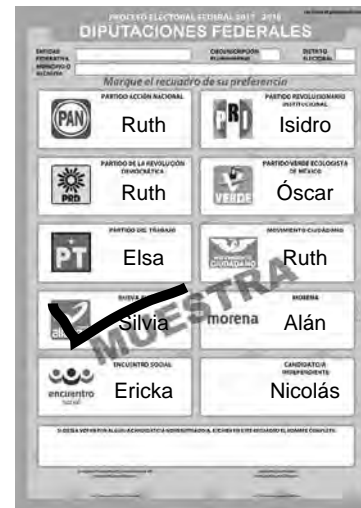 PROCESO ELECTORAL FEDERAL 2017 - 2018
DIPUTACIONES FEDERALES
ENTIDAD FEDERATIVA
CIRCUNSCRIPCIÓN PLURINOMINAL
DISTRITO ELECTORAL
MUNICIPIO O
Marque el recuadro de su preferencia
PARTIDO ACCIÓN NACIONAL
PAN
Ruth
PARTIDO REVOLUCIONARIO
INSTITUCIONAL
PRI
Isidro
PARTIDO DE LA REVOLUCIÓN
DEMOCRÁTICA
PRD
Ruth
PARTIDO VERDE ECOLOGISTA
DE MÉXICO
VERDE
Óscar
PARTIDO DEL TRABAJO
PT
Elsa
MOVIMIENTO CIUDADANO
MOVIMIENTO
CIUDADANO
Ruth
NUEVA
Silvia
MORENA
morena
Alán
MUESTRA
ENCUENTRO SOCIAL
encuentro
social
Ericka
CANDIDATO/A
INDEPENDIENTE
Nicolás